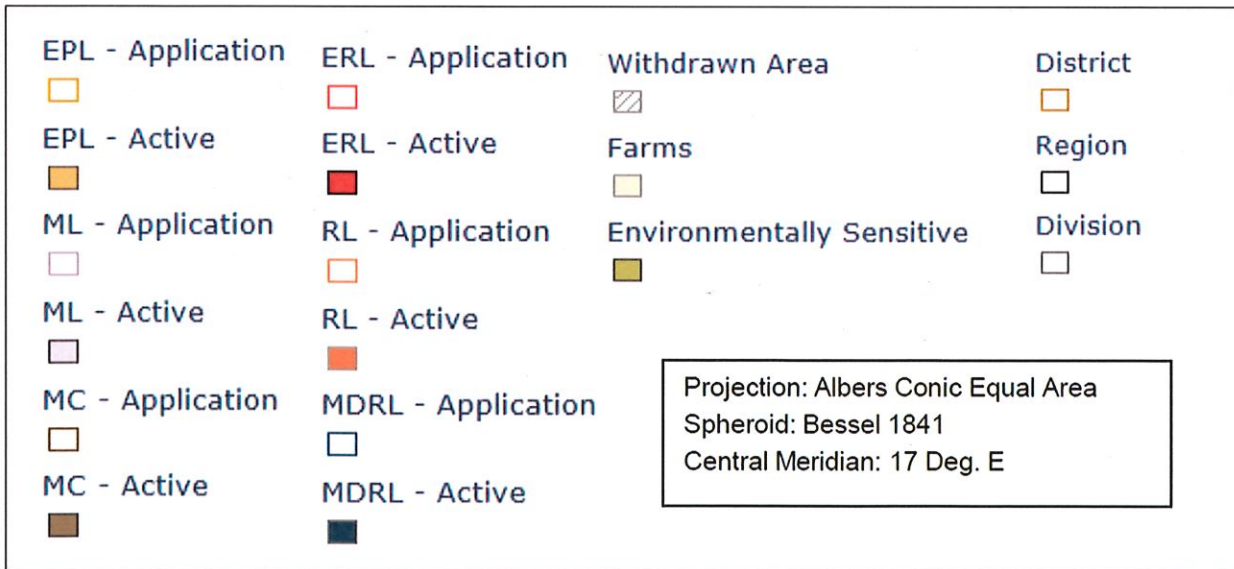 EPL - Application
EPL - Active
ML - Application
ML - Active
MC - Application
MC - Active
ERL - Application
ERL - Active
RL - Application
RL - Active
MDRL - Application
MDRL - Active
Withdrawn Area
Farms
Environmentally Sensitive
District
Region
Division
Projection: Albers Conic Equal Area
Spheroid: Bessel 1841
Central Meridian: 17 Deg. E